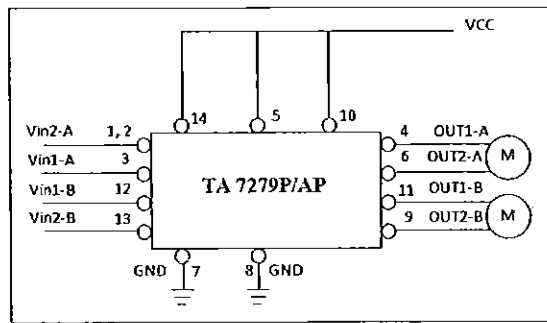 VCC
14 5 10
Vin2-A 1, 2
Vin1-A 3
Vin1-B 12
Vin2-B 13
TA 7279P/AP
4 OUT1-A
6 OUT2-A
M
11 OUT1-B
9 OUT2-B
M
GND 7
8 GND